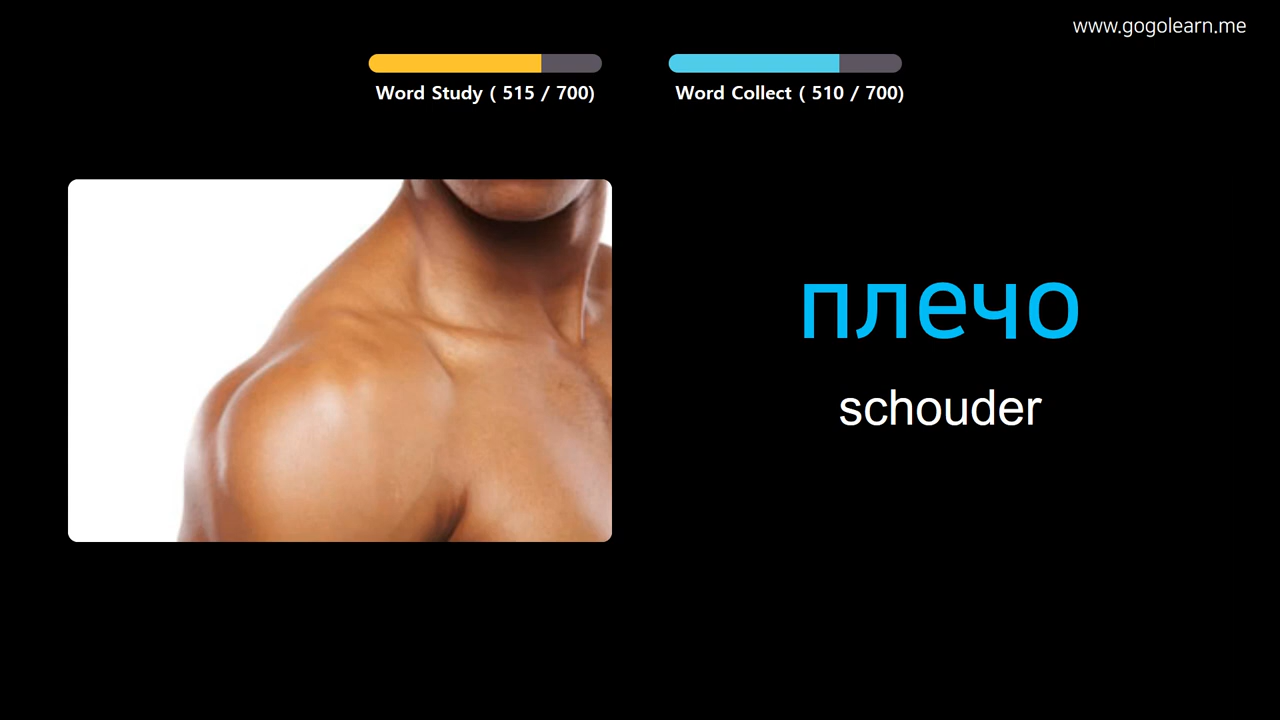 www.gogolearn.me
Word Study ( 515 / 700)
Word Collect ( 510 / 700)
плечо
schouder